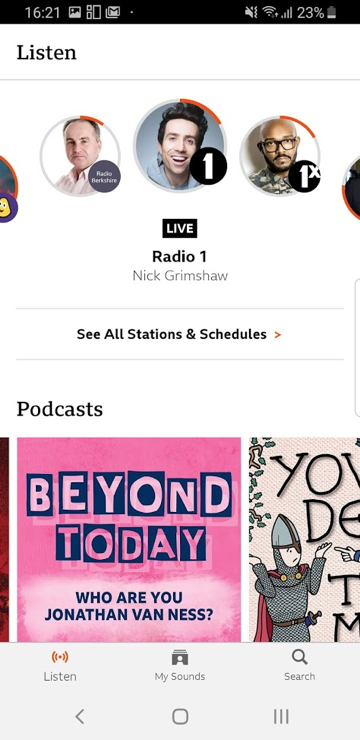 16:21
23%
Listen
Radio
Berkshire
1
1X
LIVE
Radio 1
Nick Grimshaw
See All Stations & Schedules >
Podcasts
BEYOND
TODAY
WHO ARE YOU
JONATHAN VAN NESS?
YOU
DE
T
M
Listen
My Sounds
Search